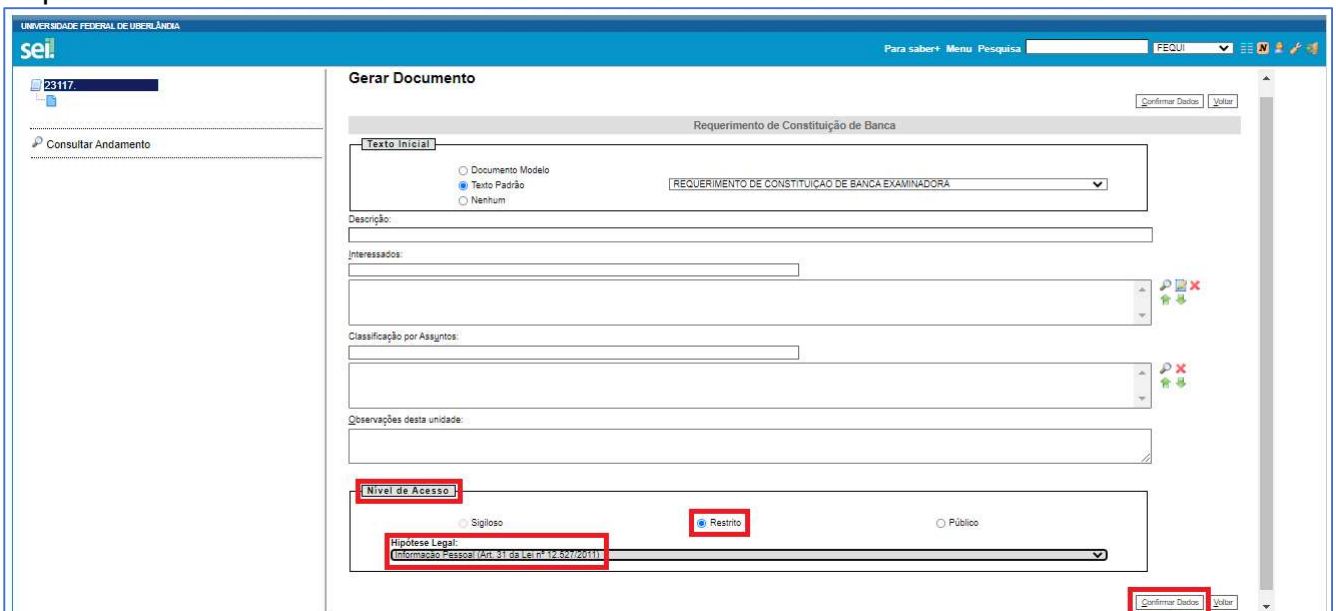 UNIVERSIDADE FEDERAL DE UBERLÂNDIA
sei!
Para saber+ Menu Pesquisa FEQUI
N
23117.
Consultar Andamento
Gerar Documento
Confirmar Dados Voltar
Requerimento de Constituição de Banca
Texto Inicial
Documento Modelo
Texto Padrão REQUERIMENTO DE CONSTITUIÇAO DE BANCA EXAMINADORA
Nenhum
Descrição:
Interessados:
Classificação por Assuntos:
Observações desta unidade:
Nível de Acesso
Sigiloso Restrito Público
Hipótese Legal:
Informação Pessoal (Art. 31 da Lei nº 12.527/2011)
Confirmar Dados Voltar